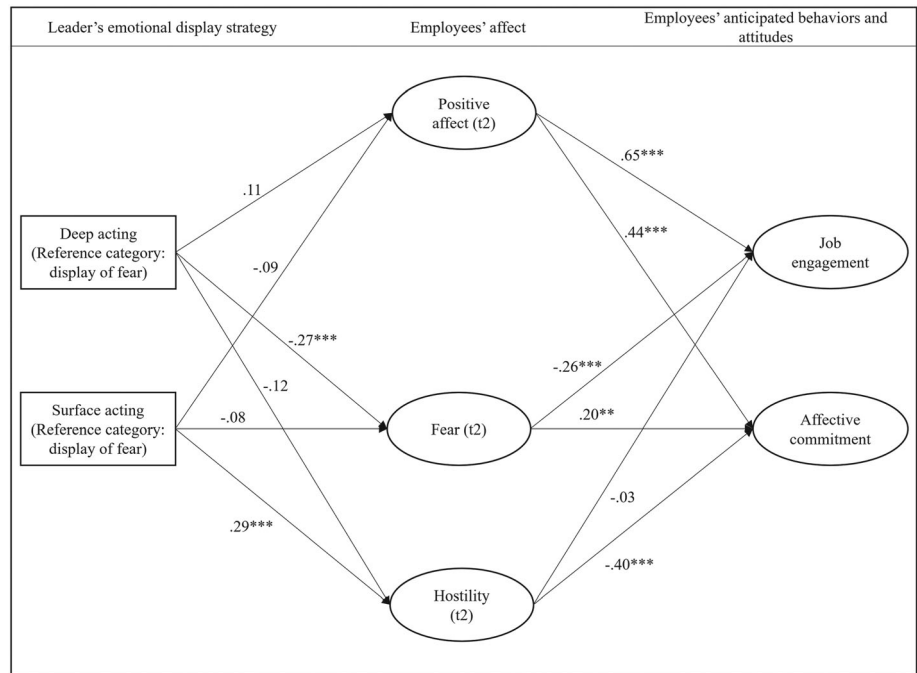 Leader’s emotional display strategy
Employees’ affect
Employees’ anticipated behaviors and
attitudes
Positive
affect (t2)
.65***
.11
.44***
Deep acting
(Reference category:
display of fear)
Job
engagement
-.09
-.27***
-.26***
-.12
Surface acting
(Reference category:
display of fear)
-.08
Fear (t2)
.20**
Affective
commitment
-.03
.29***
-.40***
Hostility
(t2)